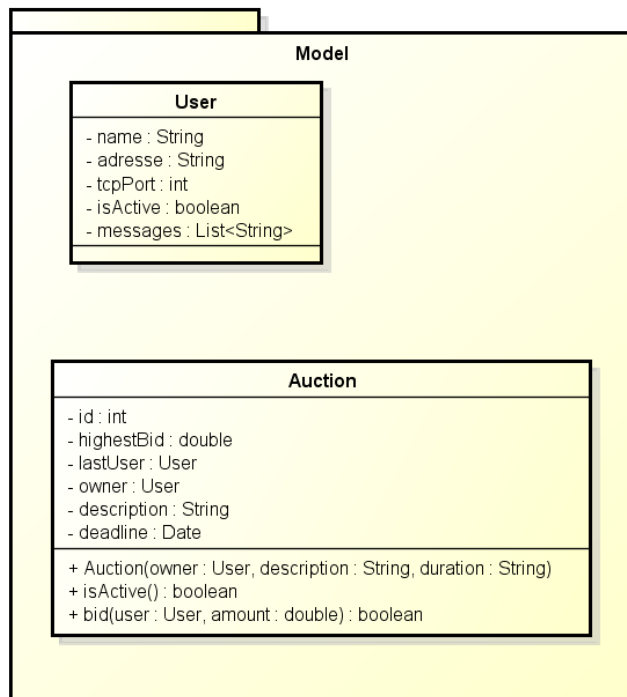 Model
User
- name : String
- adresse : String
- tcpPort : int
- isActive : boolean
- messages : List<String>
Auction
- id : int
- highestBid : double
- lastUser : User
- owner : User
- description : String
- deadline : Date
+ Auction(owner : User, description : String, duration : String)
+ isActive() : boolean
+ bid(user : User, amount : double) : boolean